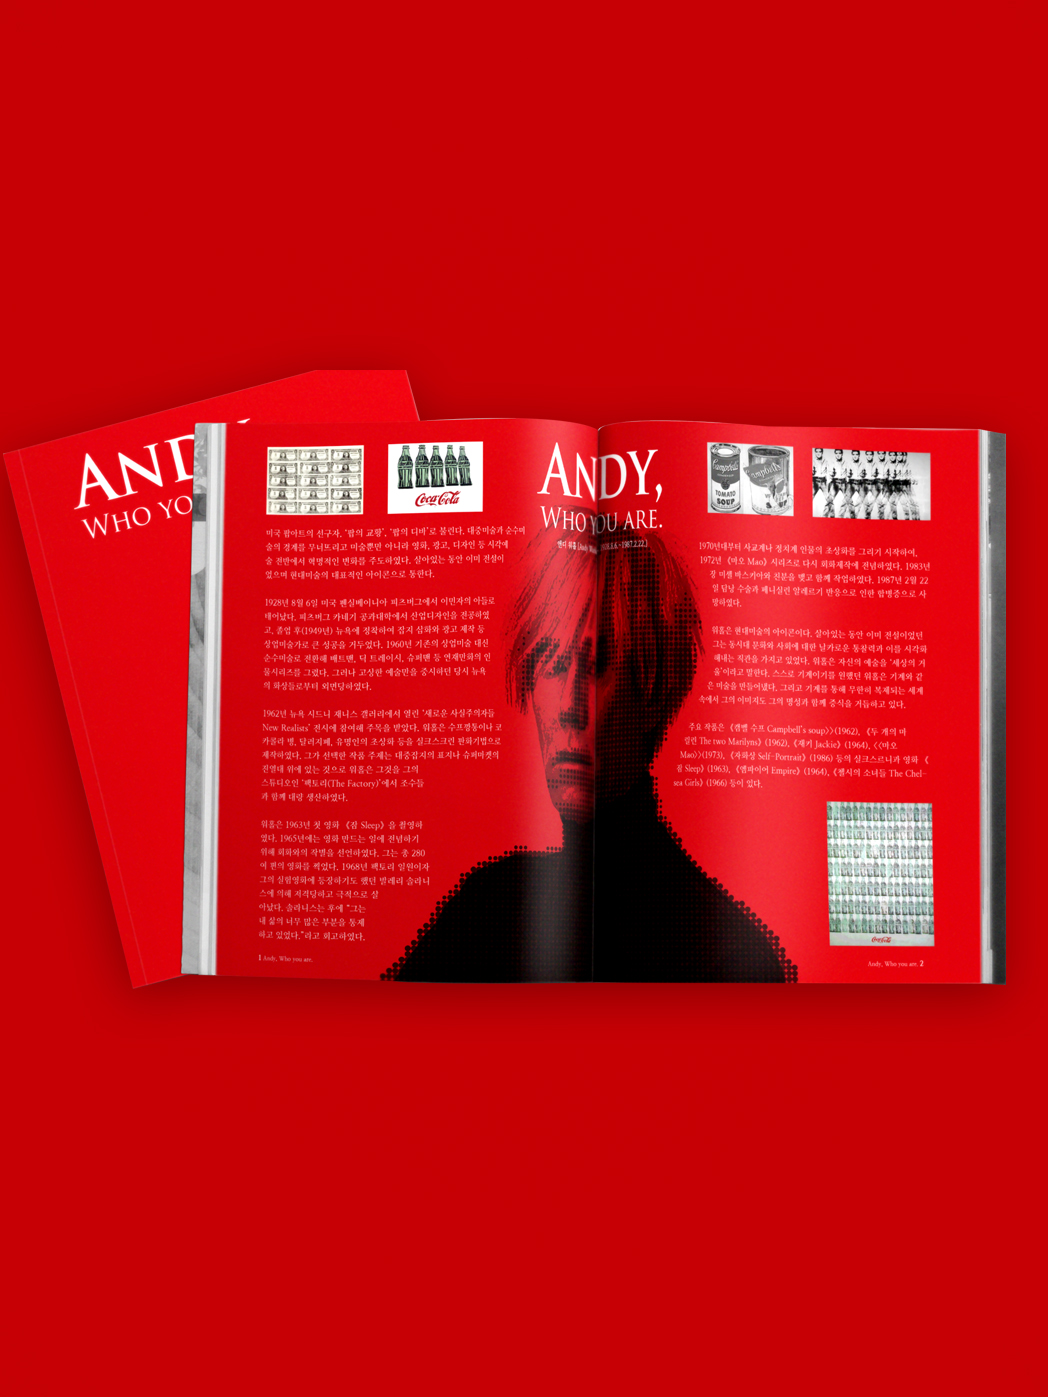 ANDY,
WHO YO
Coca-Cola
ANDY,
WHO YOU ARE.
앤디 워홀 [Andy
~1987.2.22.]
Campbell's
TOMATO
SOUP
Campbell's
SOUP
미국 팝아트의 선구자, '팝의 교황', '팝의 디바'로 불린다. 대중미술과 순수미
술의 경계를 무너뜨리고 미술뿐만 아니라 영화, 광고, 디자인 등 시각예
술 전반에서 혁명적인 변화를 주도하였다. 살아있는 동안 이미 전설이
었으며 현대미술의 대표적인 아이콘으로 통한다.
1928년 8월 6일 미국 펜실베이니아 피츠버그에서 이민자의 아들로
태어났다. 피츠버그 카네기 공과대학에서 산업디자인을 전공하였
고, 졸업 후(1949년) 뉴욕에 정착하여 잡지 삽화와 광고 제작 등
상업미술가로 큰 성공을 거두었다. 1960년 기존의 상업미술 대신
순수미술로 전환해 배트맨, 딕 트레이시, 슈퍼맨 등 연재만화의 인
물시리즈를 그렸다. 그러나 고상한 예술만을 중시하던 당시 뉴욕
의 화상들로부터 외면당하였다.
1962년 뉴욕 시드니 재니스 갤러리에서 열린 '새로운 사실주의자들
New Realists' 전시에 참여해 주목을 받았다. 워홀은 수프깡통이나 코
카콜라 병, 달러지폐, 유명인의 초상화 등을 실크스크린 판화기법으로
제작하였다. 그가 선택한 작품 주제는 대중잡지의 표지나 슈퍼마켓의
진열대 위에 있는 것으로 워홀은 그것을 그의
스튜디오인 '팩토리(The Factory)'에서 조수들
과 함께 대량 생산하였다.
워홀은 1963년 첫 영화 《잠 Sleep》을 촬영하
였다. 1965년에는 영화 만드는 일에 전념하기
위해 회화와의 작별을 선언하였다. 그는 총 280
여 편의 영화를 찍었다. 1968년 팩토리 일원이자
그의 실험영화에 등장하기도 했던 발레리 솔라니
스에 의해 저격당하고 극적으로 살
아났다. 솔라니스는 후에 "그는
내 삶의 너무 많은 부분을 통제
하고 있었다."라고 회고하였다.
1 Andy, Who you are.
1970년대부터 사교계나 정치계 인물의 초상화를 그리기 시작하여,
1972년 《마오 Mao》 시리즈로 다시 회화제작에 전념하였다. 1983년
장 미셸 바스키아와 친분을 맺고 함께 작업하였다. 1987년 2월 22
일 담낭 수술과 페니실린 알레르기 반응으로 인한 합병증으로 사
망하였다.
워홀은 현대미술의 아이콘이다. 살아있는 동안 이미 전설이었던
그는 동시대 문화와 사회에 대한 날카로운 통찰력과 이를 시각화
해내는 직관을 가지고 있었다. 워홀은 자신의 예술을 '세상의 거
울'이라고 말한다. 스스로 기계이기를 원했던 워홀은 기계와 같
은 미술을 만들어냈다. 그리고 기계를 통해 무한히 복제되는 세계
속에서 그의 이미지도 그의 명성과 함께 증식을 거듭하고 있다.
주요 작품은 《캠벨 수프 Campbell's soup》(1962), 《두 개의 마
릴린 The two Marilyns》(1962), 《재키 Jackie》(1964), 《마오
Mao》(1973), 《자화상 Self-Portrait》(1986) 등의 실크스크린과 영화 《
잠 Sleep》(1963), 《엠파이어 Empire》(1964), 《첼시의 소녀들 The Chel-
sea Girls》(1966) 등이 있다.
Coca-Cola
Andy, Who you are. 2